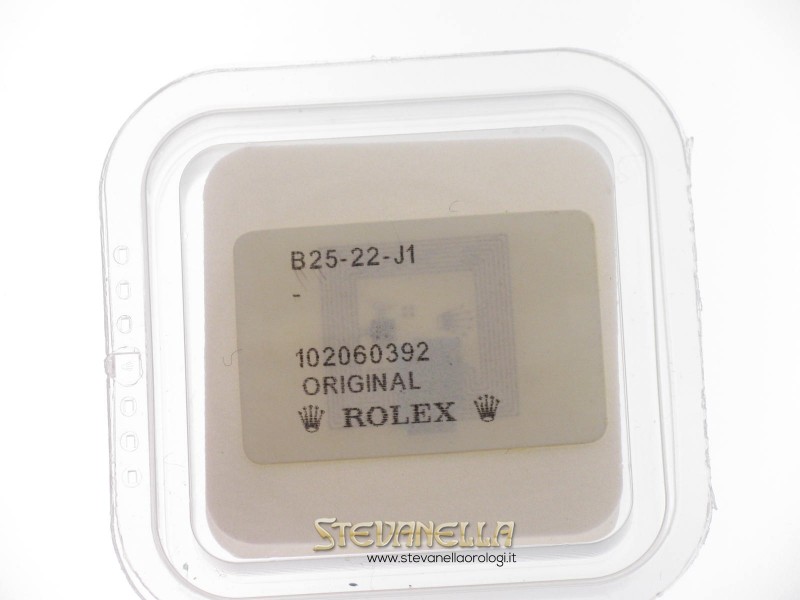 B25-22-J1
-
102060392
ORIGINAL
ROLEX
STEVANELLA
www.stevanellaorologi.it